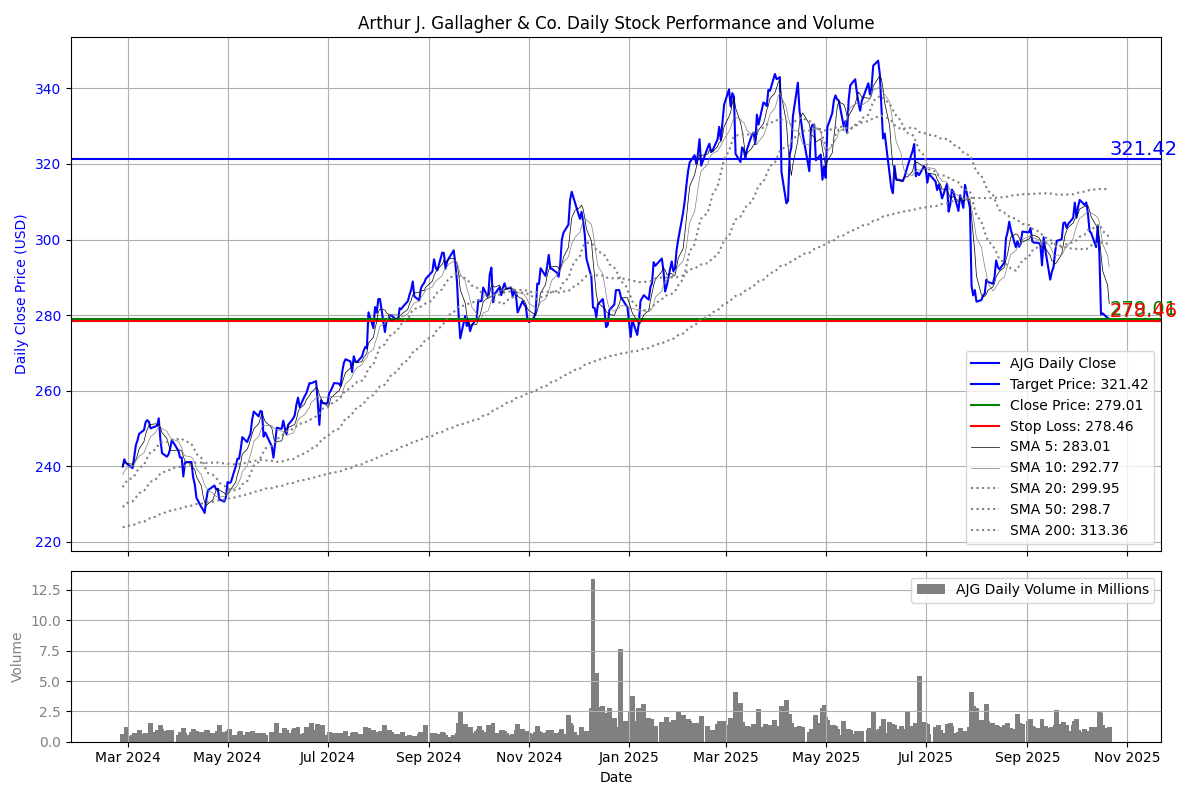 Arthur J. Gallagher & Co. Daily Stock Performance and Volume
Daily Close Price (USD)
340
320
300
280
260
240
220
321.42
279.01
278.46
AJG Daily Close
Target Price: 321.42
Close Price: 279.01
Stop Loss: 278.46
SMA 5: 283.01
SMA 10: 292.77
SMA 20: 299.95
SMA 50: 298.7
SMA 200: 313.36
Volume
12.5
10.0
7.5
5.0
2.5
0.0
AJG Daily Volume in Millions
Mar 2024
May 2024
Jul 2024
Sep 2024
Nov 2024
Jan 2025
Mar 2025
May 2025
Jul 2025
Sep 2025
Nov 2025
Date